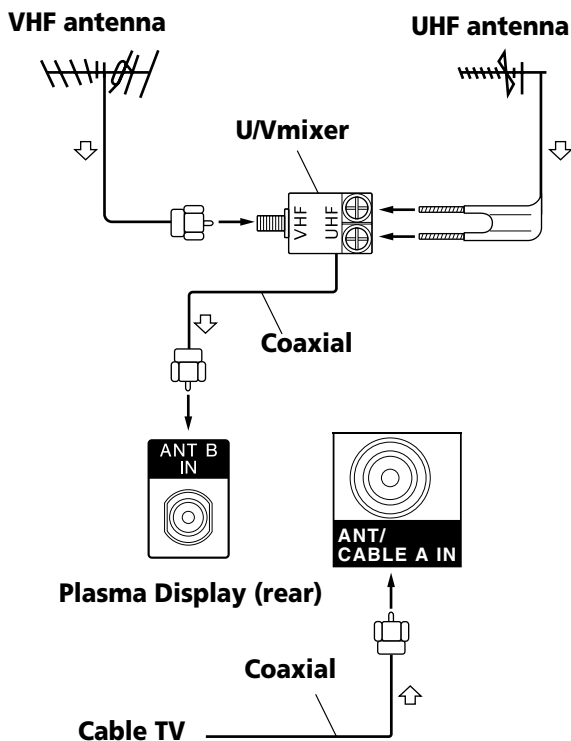 VHF antenna
UHF antenna
U/Vmixer
VHF
UHF
Coaxial
ANT B
IN
ANT/
CABLE A IN
Plasma Display (rear)
Coaxial
Cable TV